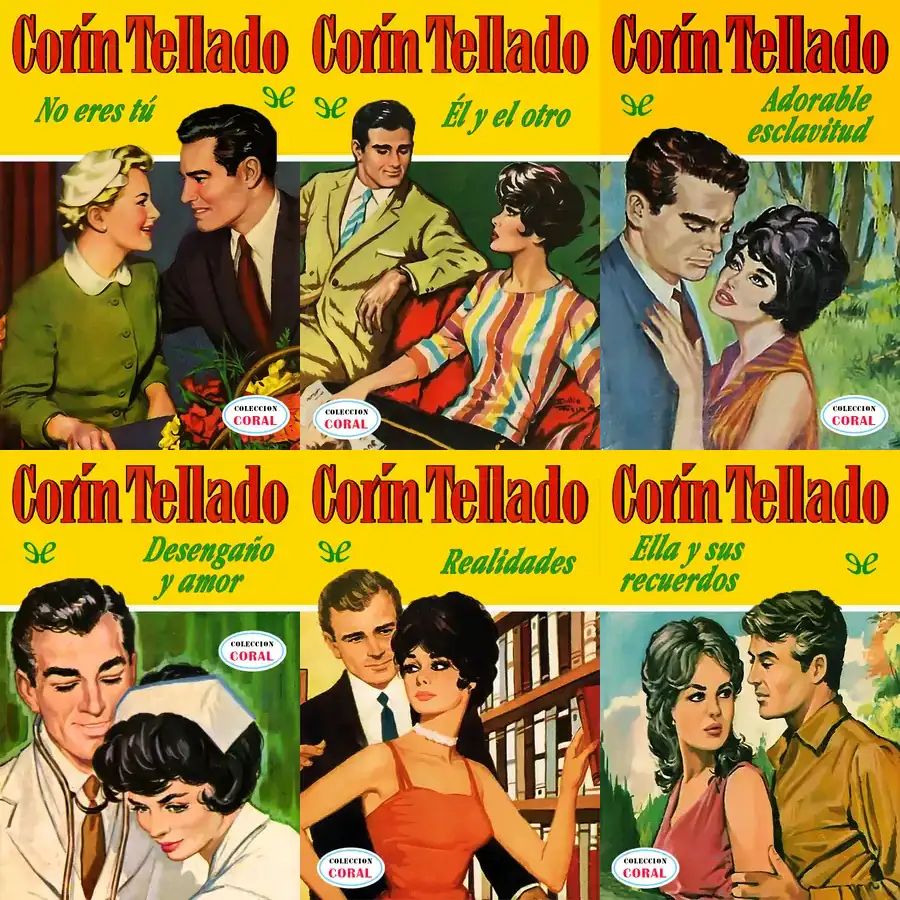 Corín Tellado
No eres tú
COLECCION
CORAL
Corín Tellado
Él y el otro
COLECCION
CORAL
Corín Tellado
Adorable
esclavitud
COLECCION
CORAL
Corín Tellado
Desengaño
y amor
COLECCION
CORAL
Corín Tellado
Realidades
COLECCION
CORAL
Corín Tellado
Ella y sus
recuerdos
COLECCION
CORAL